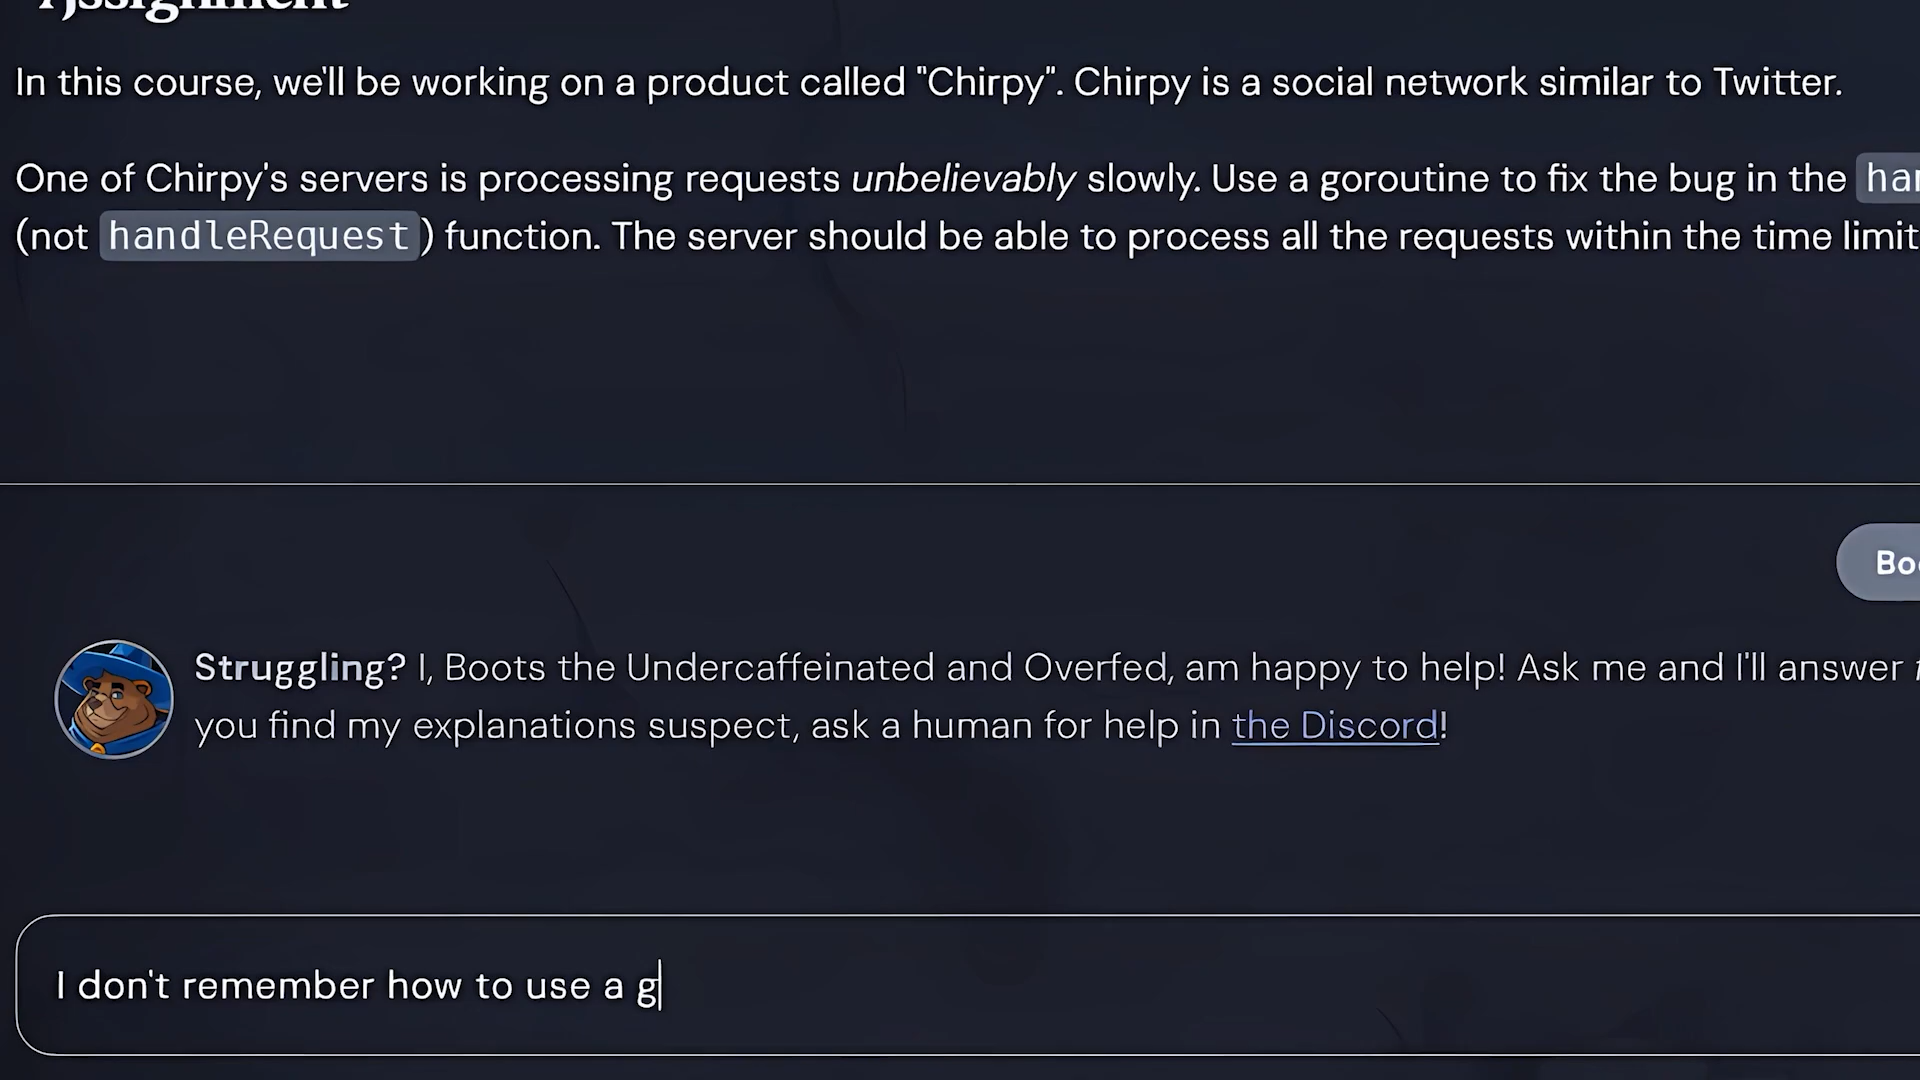 Assignment
In this course, we'll be working on a product called "Chirpy". Chirpy is a social network similar to Twitter.
One of Chirpy's servers is processing requests unbelievably slowly. Use a goroutine to fix the bug in the
(not handleRequest) function. The server should be able to process all the requests within the time limit
Struggling? I, Boots the Undercaffeinated and Overfed, am happy to help! Ask me and I'll answer
you find my explanations suspect, ask a human for help in the Discord!
I don't remember how to use a g